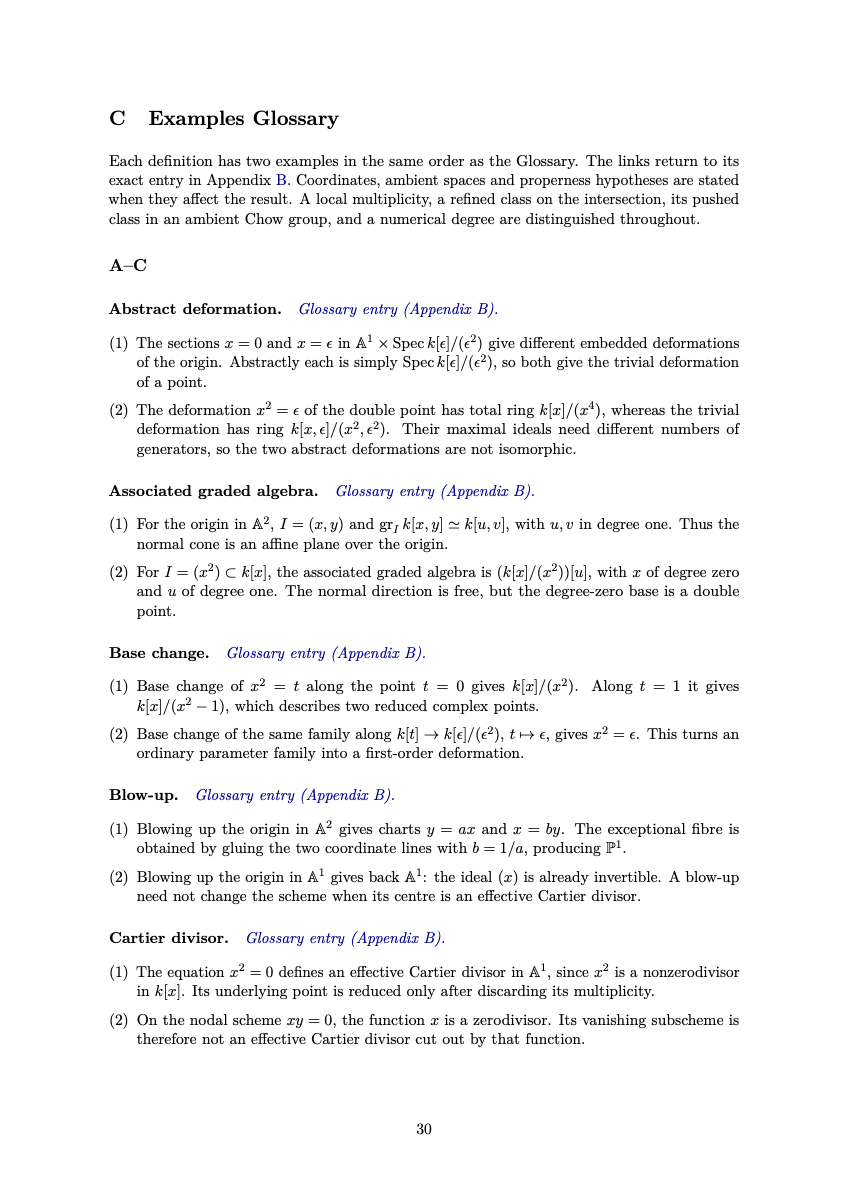 C Examples Glossary
Each definition has two examples in the same order as the Glossary. The links return to its
exact entry in Appendix B. Coordinates, ambient spaces and properness hypotheses are stated
when they affect the result. A local multiplicity, a refined class on the intersection, its pushed
class in an ambient Chow group, and a numerical degree are distinguished throughout.
A–C
Abstract deformation. Glossary entry (Appendix B).
(1) The sections x = 0 and x = ϵ in 𝔸¹ × Spec k[ϵ]/(ϵ²) give different embedded deformations
of the origin. Abstractly each is simply Spec k[ϵ]/(ϵ²), so both give the trivial deformation
of a point.
(2) The deformation x² = ϵ of the double point has total ring k[x]/(x⁴), whereas the trivial
deformation has ring k[x, ϵ]/(x², ϵ²). Their maximal ideals need different numbers of
generators, so the two abstract deformations are not isomorphic.
Associated graded algebra. Glossary entry (Appendix B).
(1) For the origin in 𝔸², I = (x, y) and gr_I k[x, y] ≃ k[u, v], with u, v in degree one. Thus the
normal cone is an affine plane over the origin.
(2) For I = (x²) ⊂ k[x], the associated graded algebra is (k[x]/(x²))[u], with x of degree zero
and u of degree one. The normal direction is free, but the degree-zero base is a double
point.
Base change. Glossary entry (Appendix B).
(1) Base change of x² = t along the point t = 0 gives k[x]/(x²). Along t = 1 it gives
k[x]/(x² − 1), which describes two reduced complex points.
(2) Base change of the same family along k[t] → k[ϵ]/(ϵ²), t ↦ ϵ, gives x² = ϵ. This turns an
ordinary parameter family into a first-order deformation.
Blow-up. Glossary entry (Appendix B).
(1) Blowing up the origin in 𝔸² gives charts y = ax and x = by. The exceptional fibre is
obtained by gluing the two coordinate lines with b = 1/a, producing ℙ¹.
(2) Blowing up the origin in 𝔸¹ gives back 𝔸¹: the ideal (x) is already invertible. A blow-up
need not change the scheme when its centre is an effective Cartier divisor.
Cartier divisor. Glossary entry (Appendix B).
(1) The equation x² = 0 defines an effective Cartier divisor in 𝔸¹, since x² is a nonzerodivisor
in k[x]. Its underlying point is reduced only after discarding its multiplicity.
(2) On the nodal scheme xy = 0, the function x is a zerodivisor. Its vanishing subscheme is
therefore not an effective Cartier divisor cut out by that function.
30